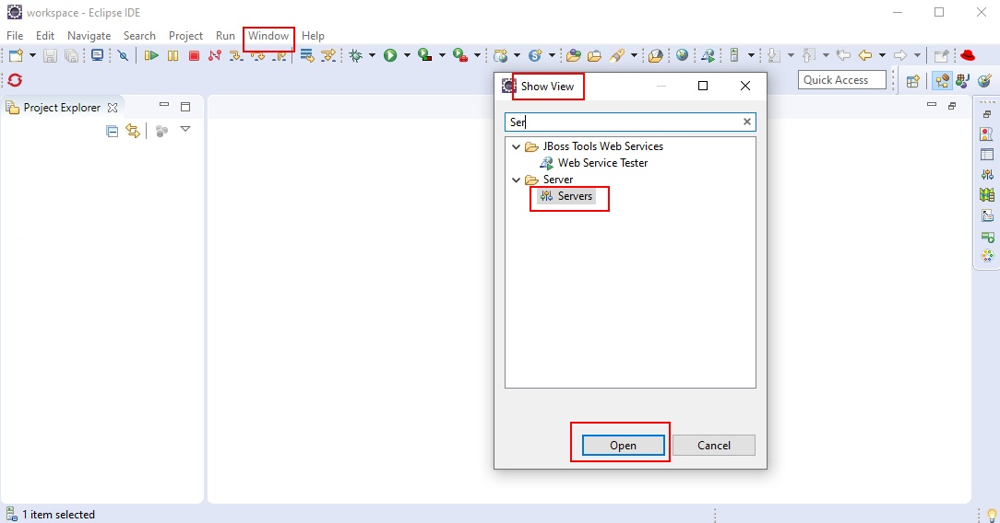 workspace - Eclipse IDE
File Edit Navigate Search Project Run Window Help
Quick Access
Project Explorer
Show View
Ser
JBoss Tools Web Services
Web Service Tester
Server
Servers
Open Cancel
1 item selected